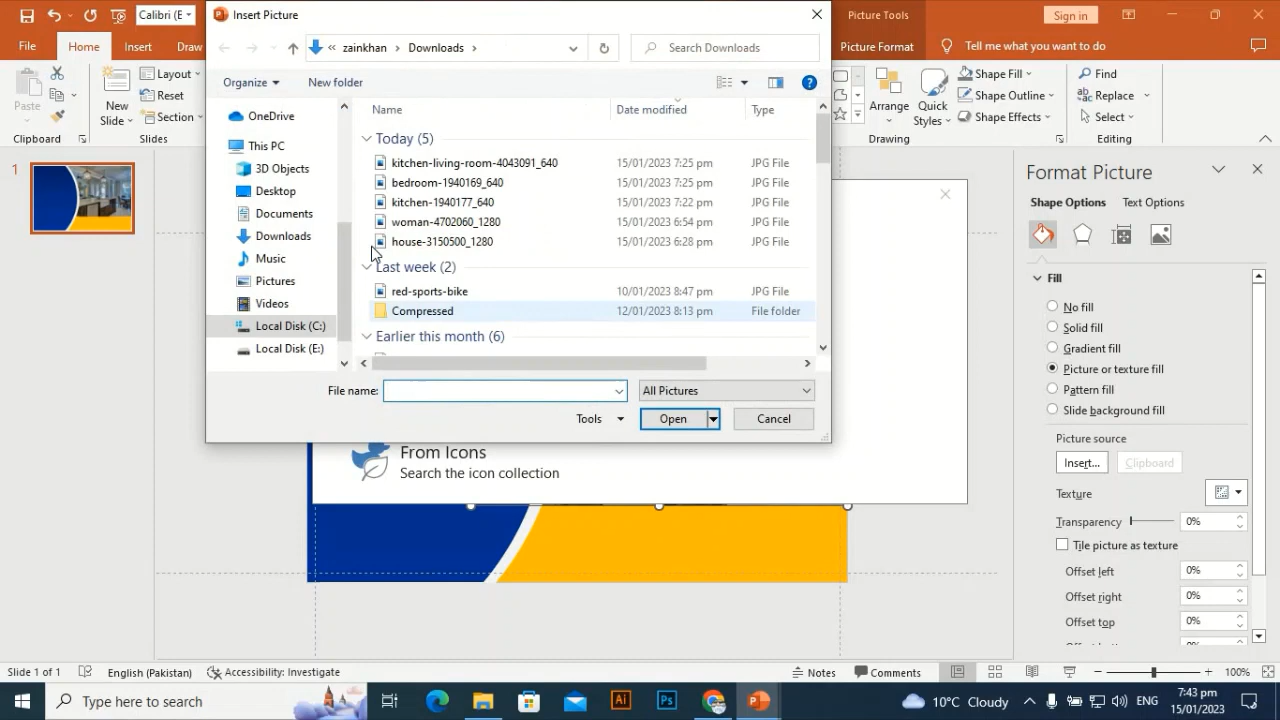 Calibri (E
Insert Picture
Picture Tools
Sign in
File
Home
Insert
Draw
Picture Format
Tell me what you want to do
zainkhan
Downloads
Search Downloads
Organize
New folder
Paste
New
Slide
Layout
Reset
Section
Clipboard
Slides
Arrange
Quick
Styles
Shape Fill
Shape Outline
Shape Effects
Find
Replace
Select
Drawing
Editing
OneDrive
This PC
3D Objects
Desktop
Documents
Downloads
Music
Pictures
Videos
Local Disk (C:)
Local Disk (E:)
Name
Date modified
Type
Today (5)
kitchen-living-room-4043091_640 15/01/2023 7:25 pm JPG File
bedroom-1940169_640 15/01/2023 7:25 pm JPG File
kitchen-1940177_640 15/01/2023 7:22 pm JPG File
woman-4702060_1280 15/01/2023 6:54 pm JPG File
house-3150500_1280 15/01/2023 6:28 pm JPG File
Last week (2)
red-sports-bike 10/01/2023 8:47 pm JPG File
Compressed 12/01/2023 8:13 pm File folder
Earlier this month (6)
File name:
All Pictures
Tools
Open
Cancel
1
From Icons
Search the icon collection
Format Picture
Shape Options
Text Options
Fill
No fill
Solid fill
Gradient fill
Picture or texture fill
Pattern fill
Slide background fill
Picture source
Insert...
Clipboard
Texture
Transparency
0%
Tile picture as texture
Offset left
0%
Offset right
0%
Offset top
0%
Slide 1 of 1
English (Pakistan)
Accessibility: Investigate
Notes
Comments
100%
Type here to search
Ai
Ps
10°C Cloudy
ENG
7:43 pm
15/01/2023